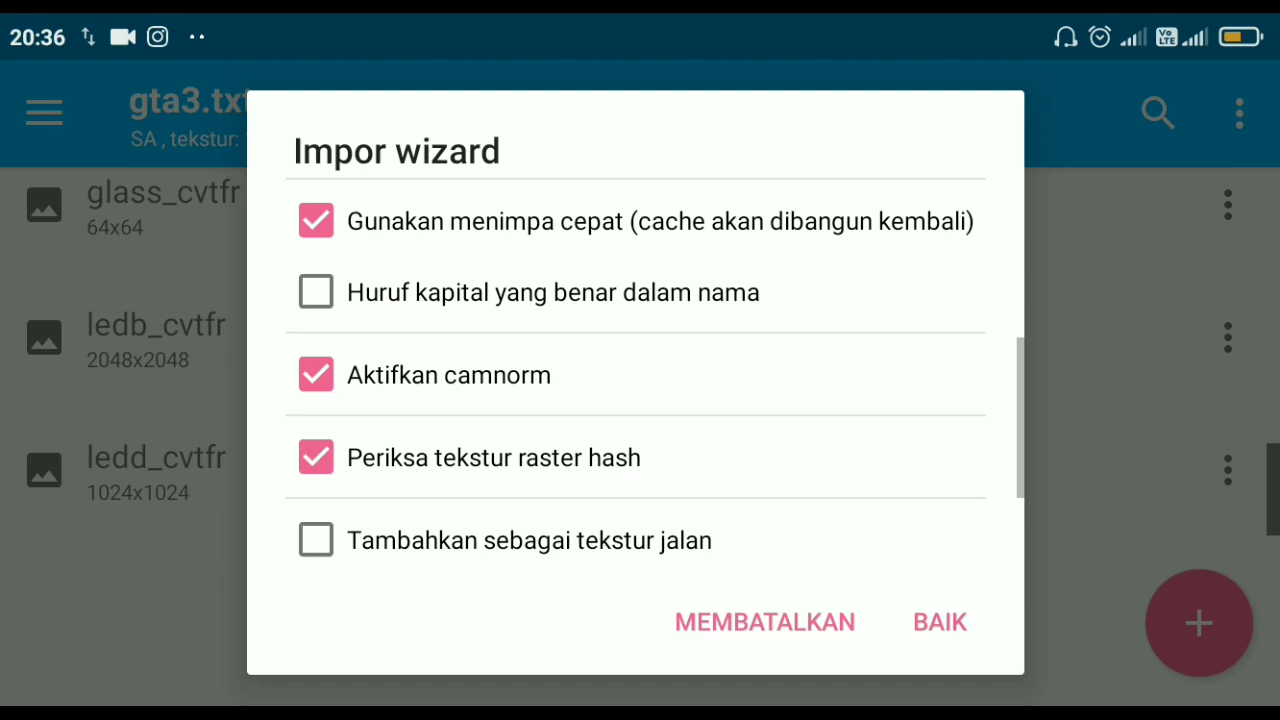 20:36
gta3.txt
SA , tekstur:
Impor wizard
glass_cvtfr
64x64
Gunakan menimpa cepat (cache akan dibangun kembali)
Huruf kapital yang benar dalam nama
ledb_cvtfr
2048x2048
Aktifkan camnorm
ledd_cvtfr
1024x1024
Periksa tekstur raster hash
Tambahkan sebagai tekstur jalan
MEMBATALKAN
BAIK